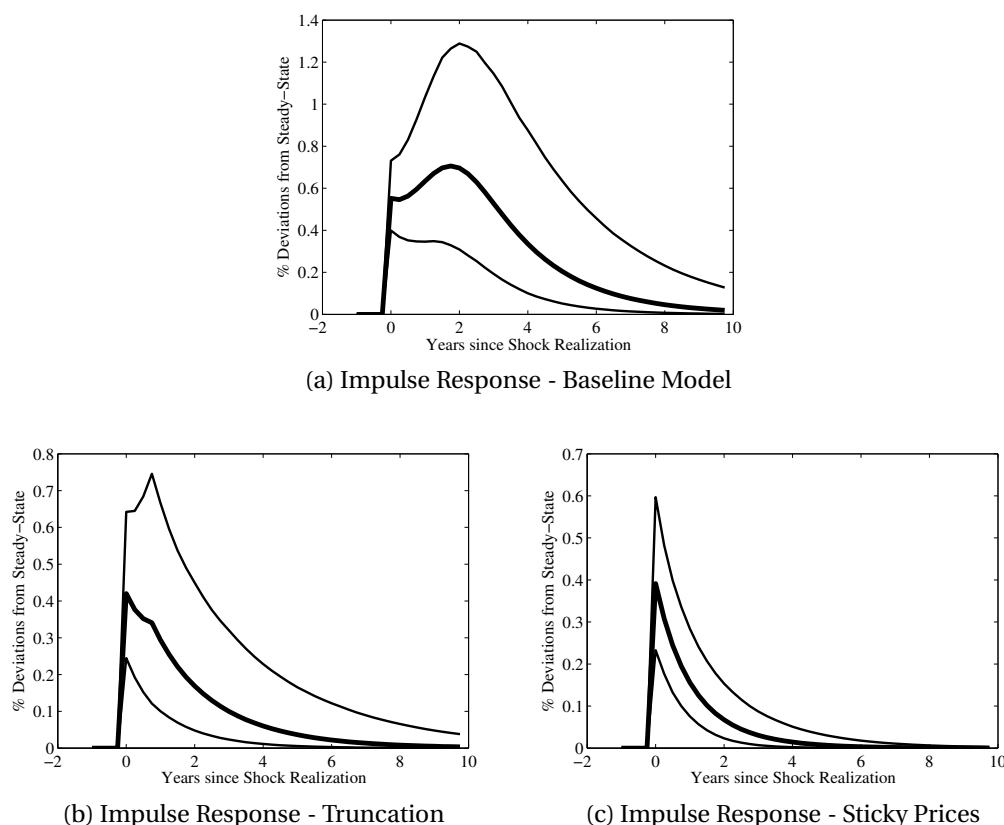 1.4
1.2
1
0.8
0.6
0.4
0.2
0
% Deviations from Steady−State
−2 0 2 4 6 8 10
Years since Shock Realization
(a) Impulse Response - Baseline Model
0.8
0.7
0.6
0.5
0.4
0.3
0.2
0.1
0
% Deviations from Steady−State
−2 0 2 4 6 8 10
Years since Shock Realization
(b) Impulse Response - Truncation
0.7
0.6
0.5
0.4
0.3
0.2
0.1
0
% Deviations from Steady−State
−2 0 2 4 6 8 10
Years since Shock Realization
(c) Impulse Response - Sticky Prices